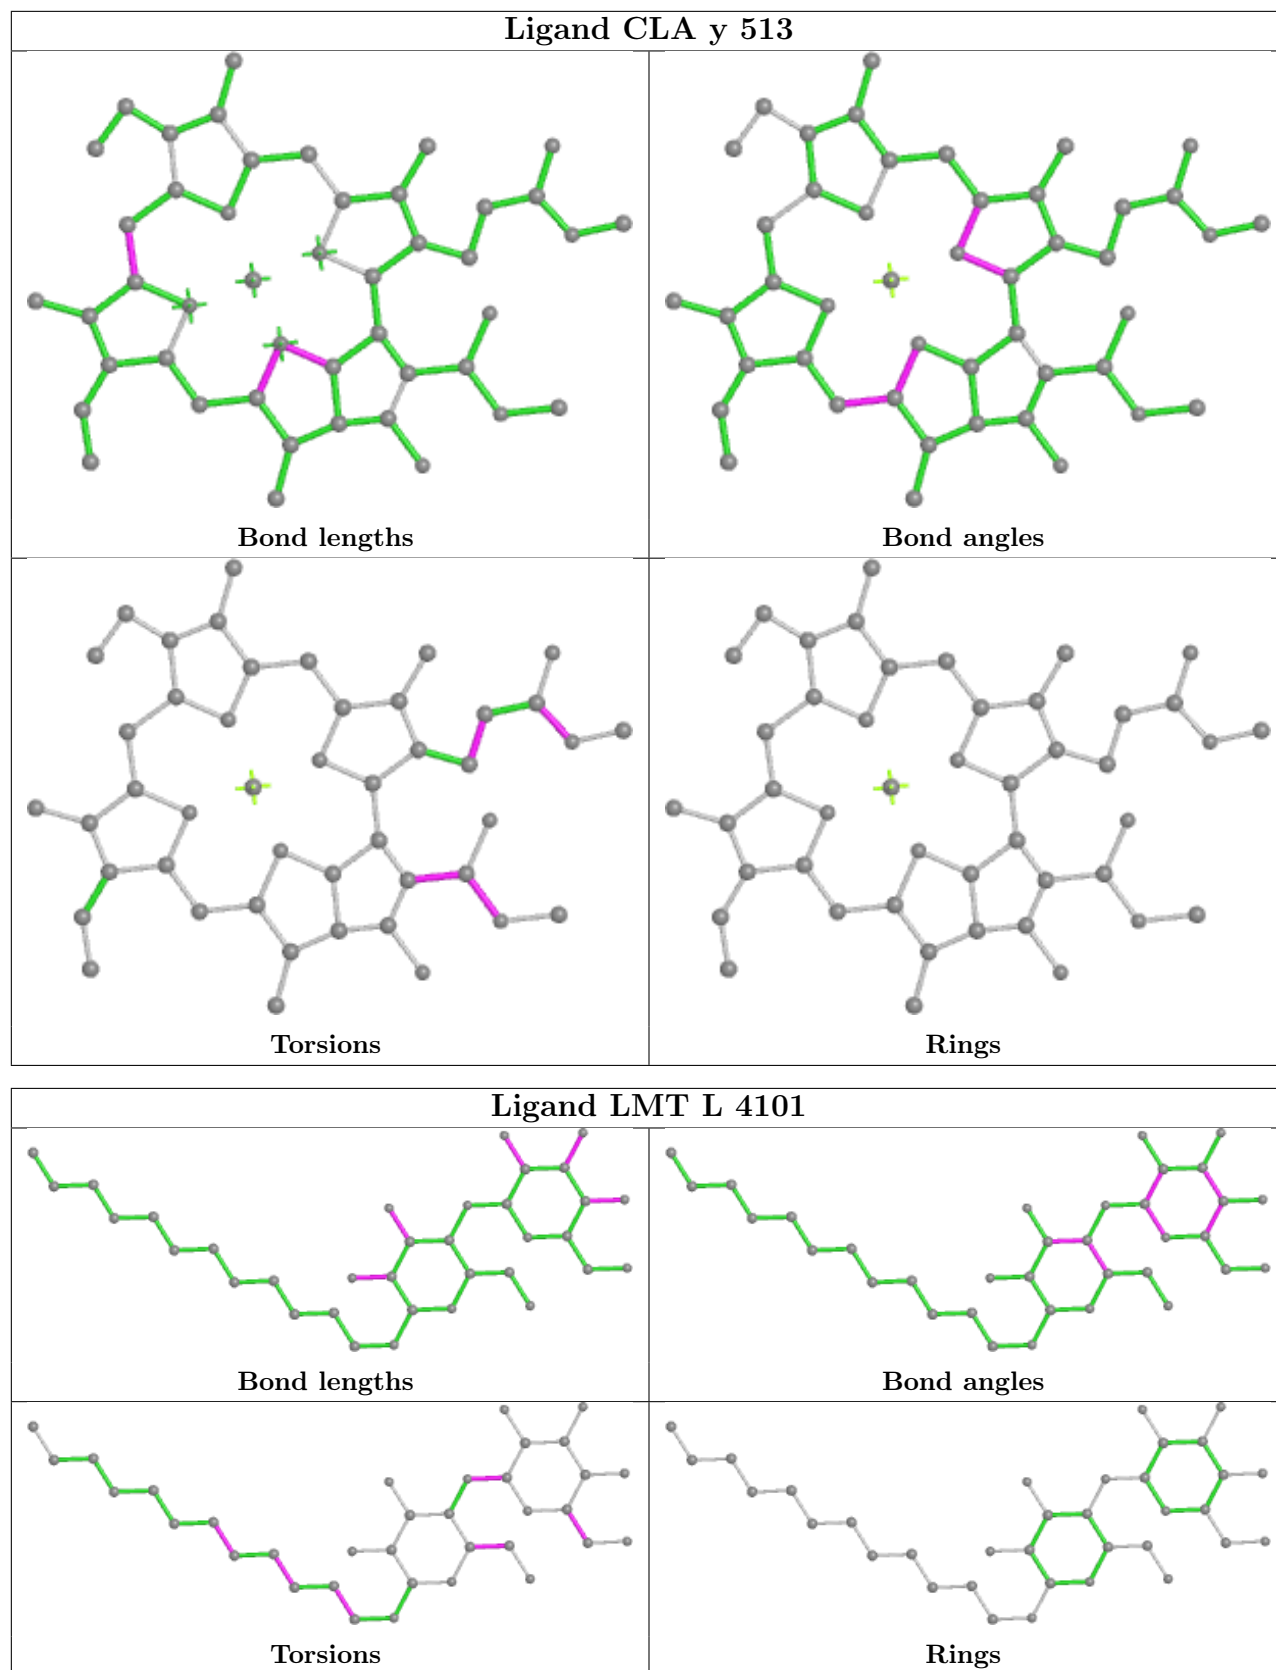 Ligand CLA y 513
Bond lengths
Bond angles
Torsions
Rings
Ligand LMT L 4101
Bond lengths
Bond angles
Torsions
Rings